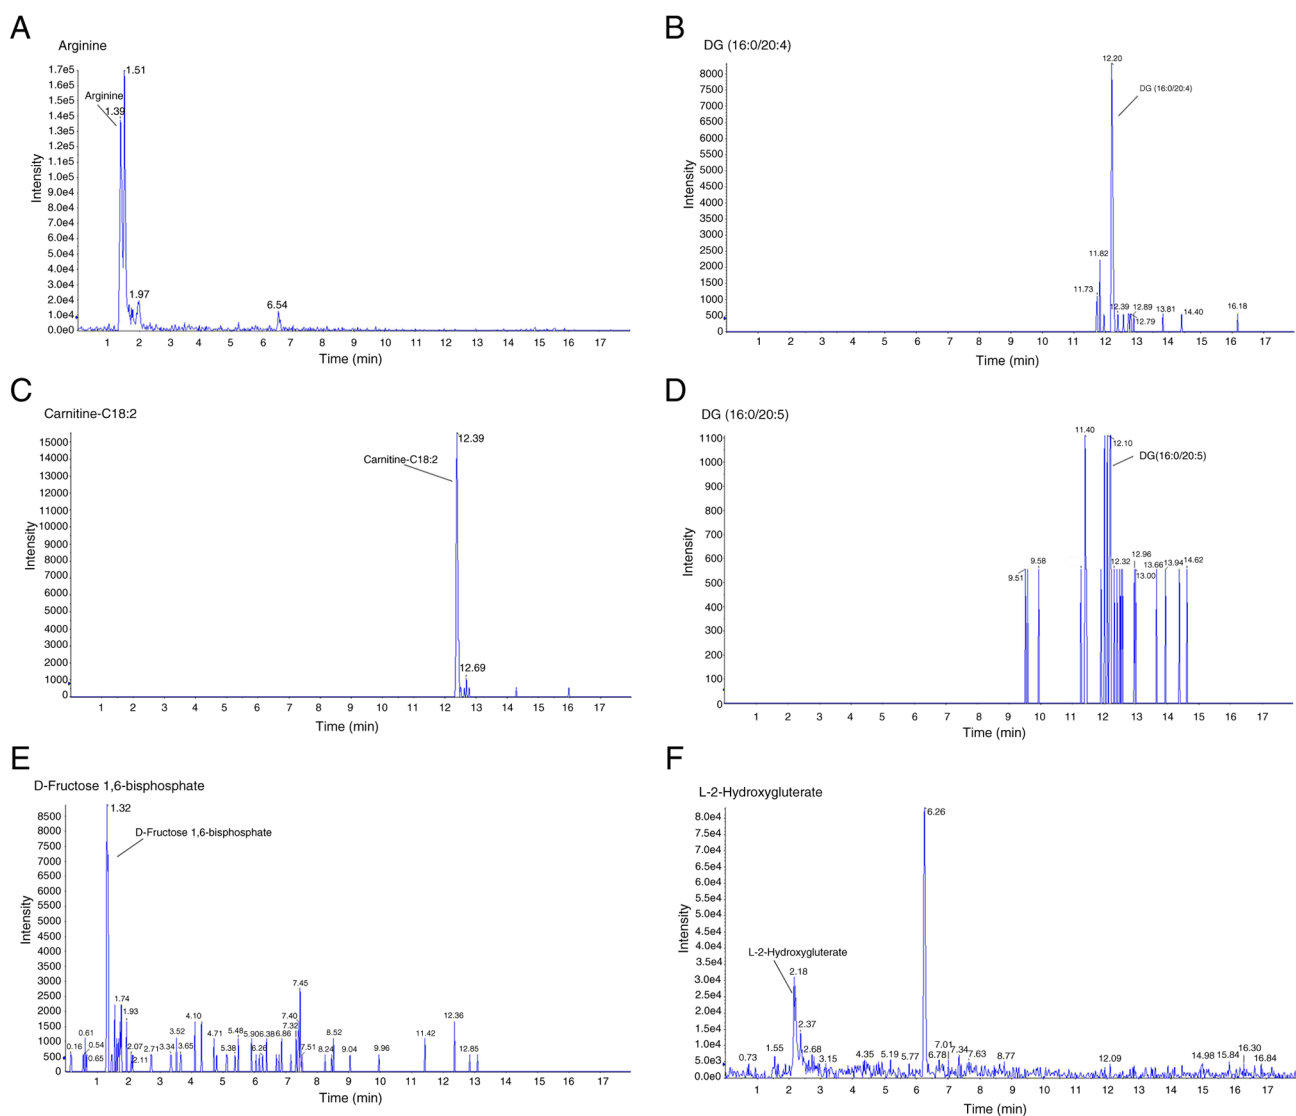 A
Arginine
1.7e5
1.6e5
1.5e5
1.4e5
1.3e5
1.2e5
1.1e5
1.0e5
9.0e4
8.0e4
7.0e4
6.0e4
5.0e4
4.0e4
3.0e4
2.0e4
1.0e4
0.0e0
Intensity
Arginine
1.39
1.51
1.97
6.54
1 2 3 4 5 6 7 8 9 10 11 12 13 14 15 16 17
Time (min)
B
DG (16:0/20:4)
8000
7500
7000
6500
6000
5500
5000
4500
4000
3500
3000
2500
2000
1500
1000
500
0
Intensity
12.20
DG (16:0/20:4)
11.82
11.73
12.39
12.89
12.79
13.81
14.40
16.18
1 2 3 4 5 6 7 8 9 10 11 12 13 14 15 16 17
Time (min)
C
Carnitine-C18:2
15000
14000
13000
12000
11000
10000
9000
8000
7000
6000
5000
4000
3000
2000
1000
0
Intensity
12.39
Carnitine-C18:2
12.69
1 2 3 4 5 6 7 8 9 10 11 12 13 14 15 16 17
Time (min)
D
DG (16:0/20:5)
1100
1000
900
800
700
600
500
400
300
200
100
0
Intensity
11.40
12.10
DG(16:0/20:5)
9.51
9.58
12.32
12.96
13.00
13.66
13.94
14.62
1 2 3 4 5 6 7 8 9 10 11 12 13 14 15 16 17
Time (min)
E
D-Fructose 1,6-bisphosphate
8500
8000
7500
7000
6500
6000
5500
5000
4500
4000
3500
3000
2500
2000
1500
1000
500
0
Intensity
1.32
D-Fructose 1,6-bisphosphate
0.16
0.61
0.54
0.65
1.74
1.93
2.07
2.11
2.71
3.34
3.52
3.65
4.10
4.71
5.38
5.48
5.90
6.26
6.38
6.86
7.32
7.40
7.45
7.51
8.24
8.52
9.04
9.96
11.42
12.36
12.85
1 2 3 4 5 6 7 8 9 10 11 12 13 14 15 16 17
Time (min)
F
L-2-Hydroxygluterate
8.0e4
7.5e4
7.0e4
6.5e4
6.0e4
5.5e4
5.0e4
4.5e4
4.0e4
3.5e4
3.0e4
2.5e4
2.0e4
1.5e4
1.0e4
5.0e3
0.0e0
Intensity
6.26
L-2-Hydroxygluterate
2.18
2.37
0.73
1.55
2.68
3.15
4.35
5.19
5.77
6.78
7.01
7.34
7.63
8.77
12.09
14.98
15.84
16.30
16.84
1 2 3 4 5 6 7 8 9 10 11 12 13 14 15 16 17
Time (min)